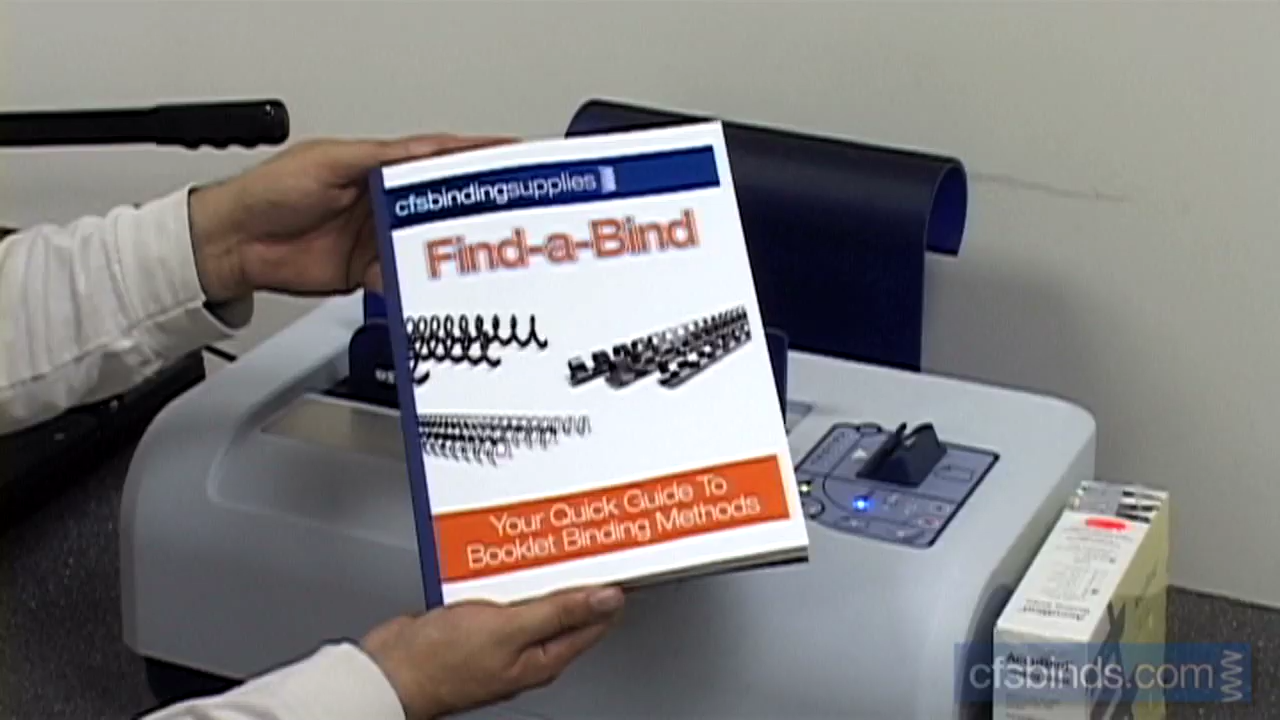 cfsbindingsupplies
Find-a-Bind
Your Quick Guide To
Booklet Binding Methods
cfsbinds.com